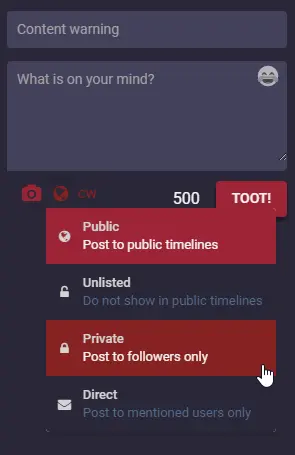 Content warning
What is on your mind?
CW
500
TOOT!
Public
Post to public timelines
Unlisted
Do not show in public timelines
Private
Post to followers only
Direct
Post to mentioned users only